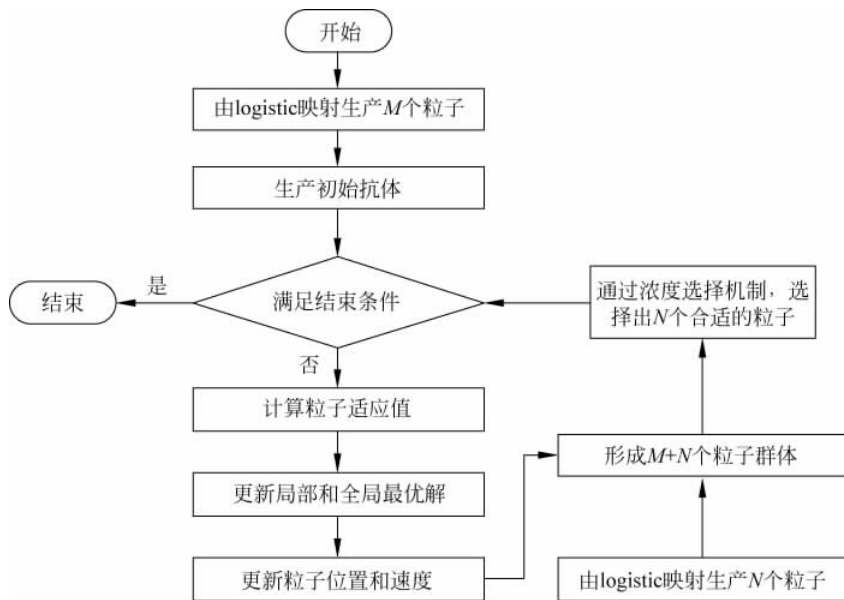 开始
由logistic映射生产M个粒子
生产初始抗体
满足结束条件
是
结束
否
计算粒子适应值
更新局部和全局最优解
更新粒子位置和速度
通过浓度选择机制，选
择出N个合适的粒子
形成M+N个粒子群体
由logistic映射生产N个粒子